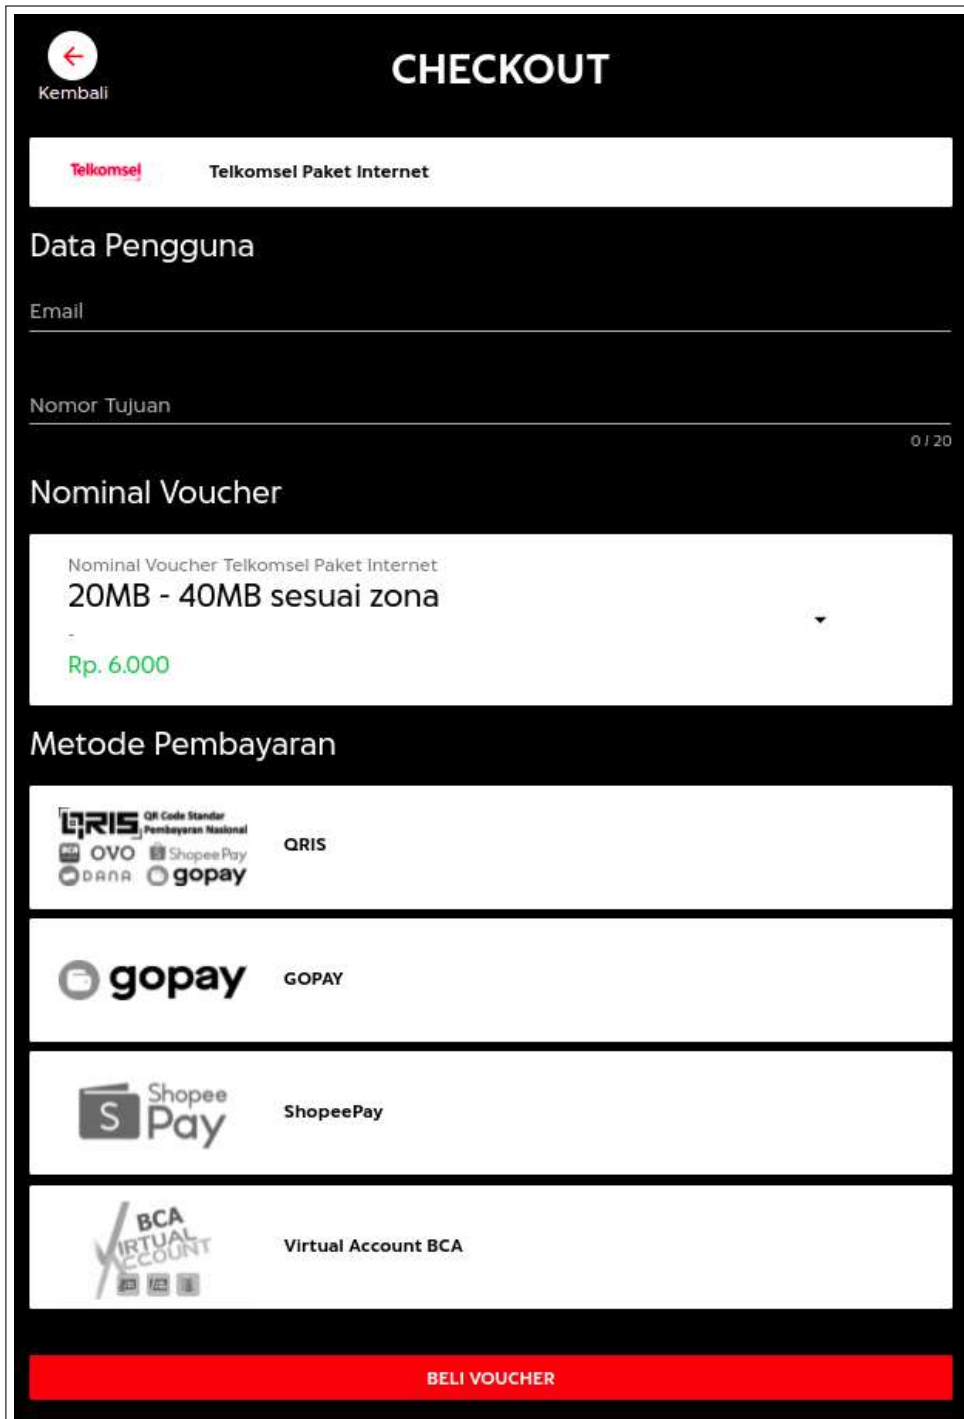 Kembali
CHECKOUT
Telkomsel
Telkomsel Paket Internet
Data Pengguna
Email
Nomor Tujuan
0 / 20
Nominal Voucher
Nominal Voucher Telkomsel Paket Internet
20MB - 40MB sesuai zona
-
Rp. 6.000
Metode Pembayaran
QRIS QR Code Standar
Pembayaran Nasional
BCA OVO ShopeePay
DANA gopay
QRIS
gopay
GOPAY
S Shopee
Pay
ShopeePay
BCA
VIRTUAL
ACCOUNT
Virtual Account BCA
BELI VOUCHER